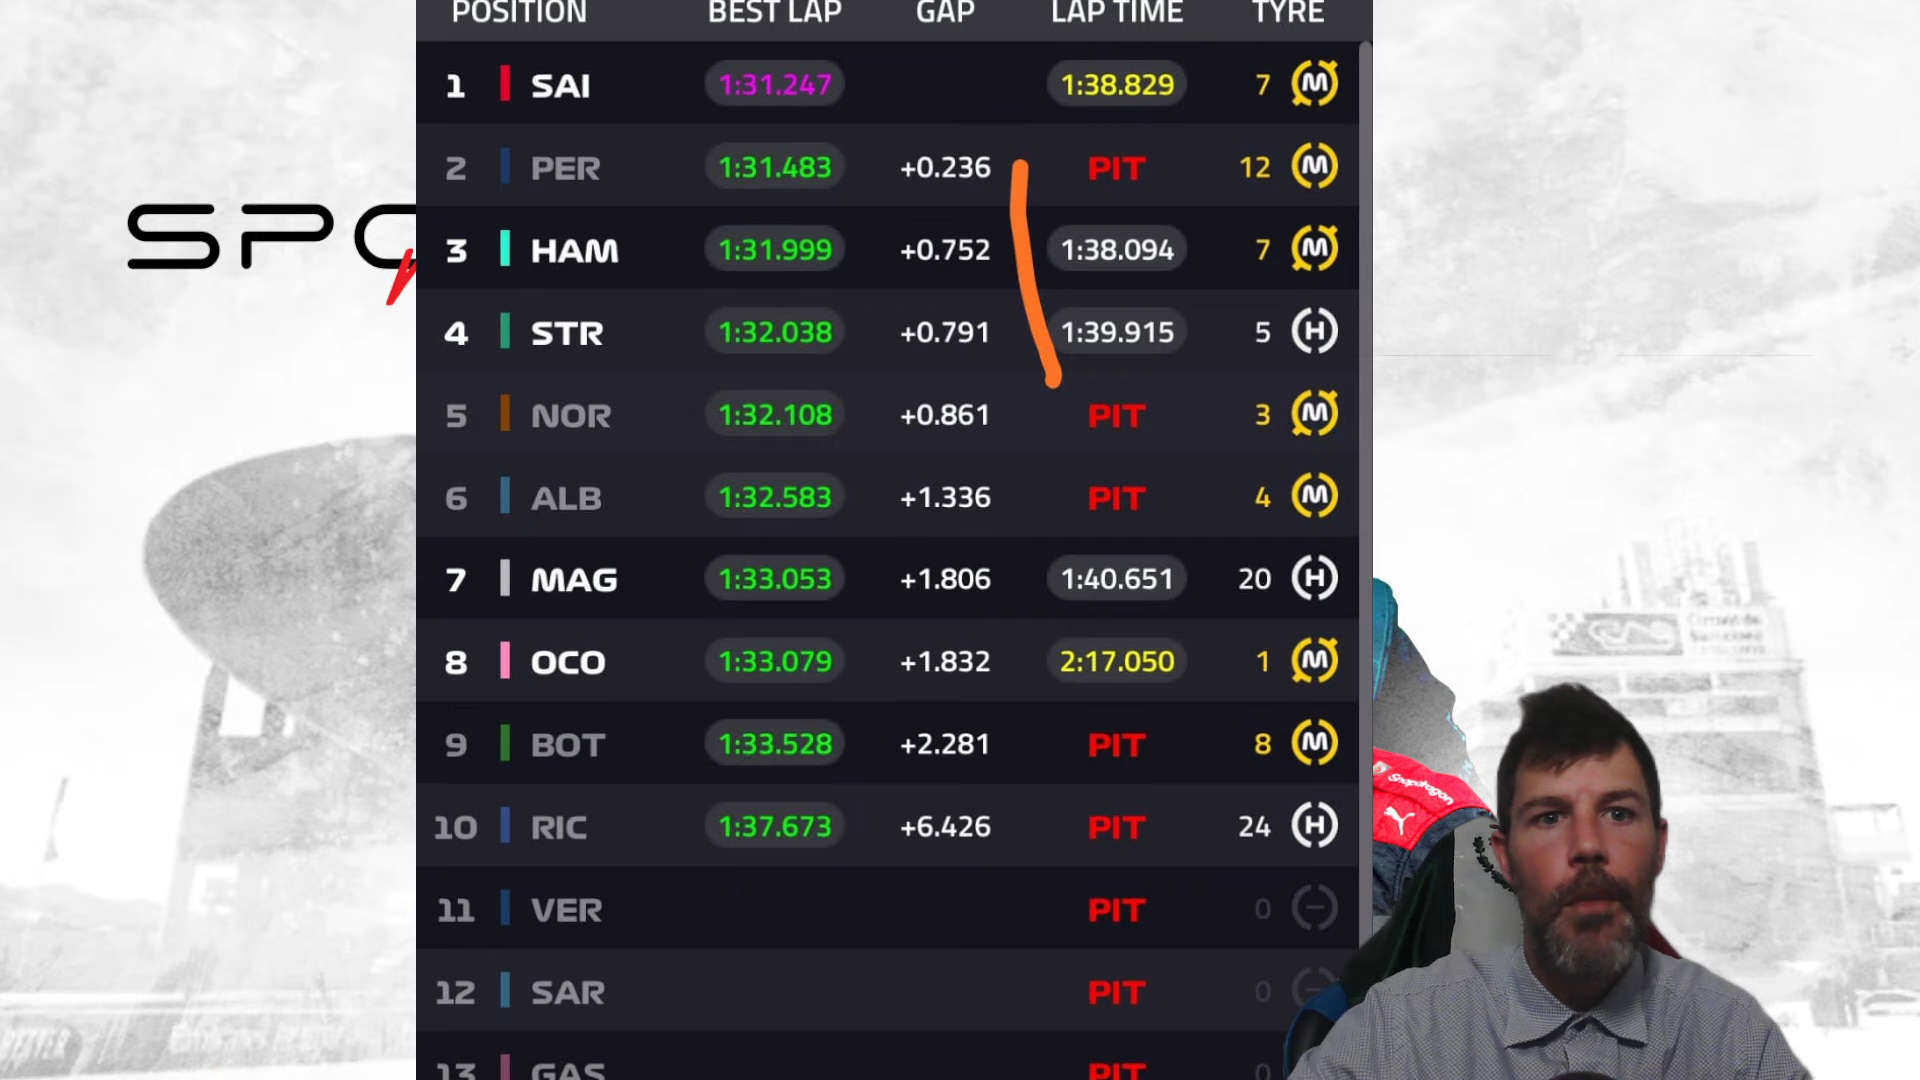 POSITION BEST LAP GAP LAP TIME TYRE
1 SAI 1:31.247 1:38.829 7 M
2 PER 1:31.483 +0.236 PIT 12 M
3 HAM 1:31.999 +0.752 1:38.094 7 M
4 STR 1:32.038 +0.791 1:39.915 5 H
5 NOR 1:32.108 +0.861 PIT 3 M
6 ALB 1:32.583 +1.336 PIT 4 M
7 MAG 1:33.053 +1.806 1:40.651 20 H
8 OCO 1:33.079 +1.832 2:17.050 1 M
9 BOT 1:33.528 +2.281 PIT 8 M
10 RIC 1:37.673 +6.426 PIT 24 H
11 VER PIT 0
12 SAR PIT 0
13 GAS PIT 0
SPO
Snapdragon